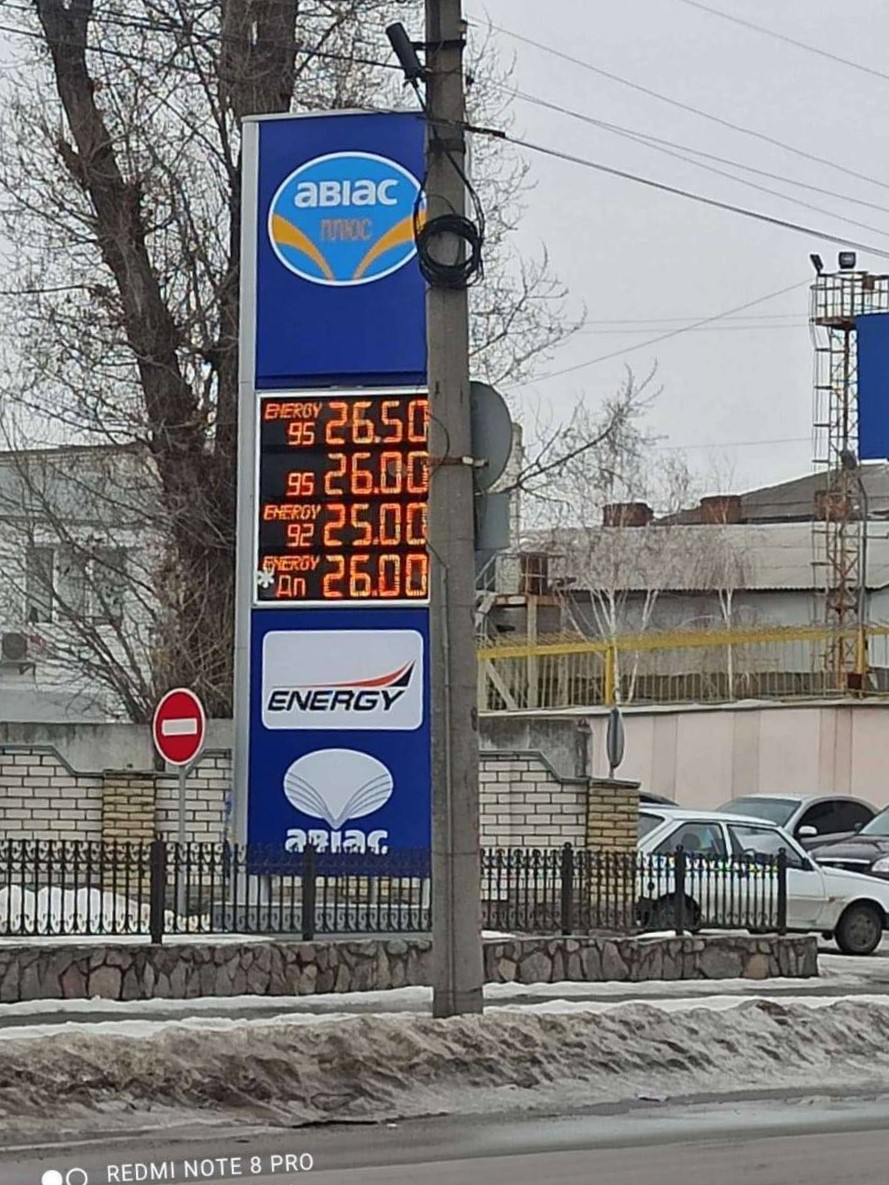 авіас
плюс
ENERGY
95 26.50
95 26.00
ENERGY
92 25.00
ENERGY
Дп 26.00
ENERGY
авіас
REDMI NOTE 8 PRO